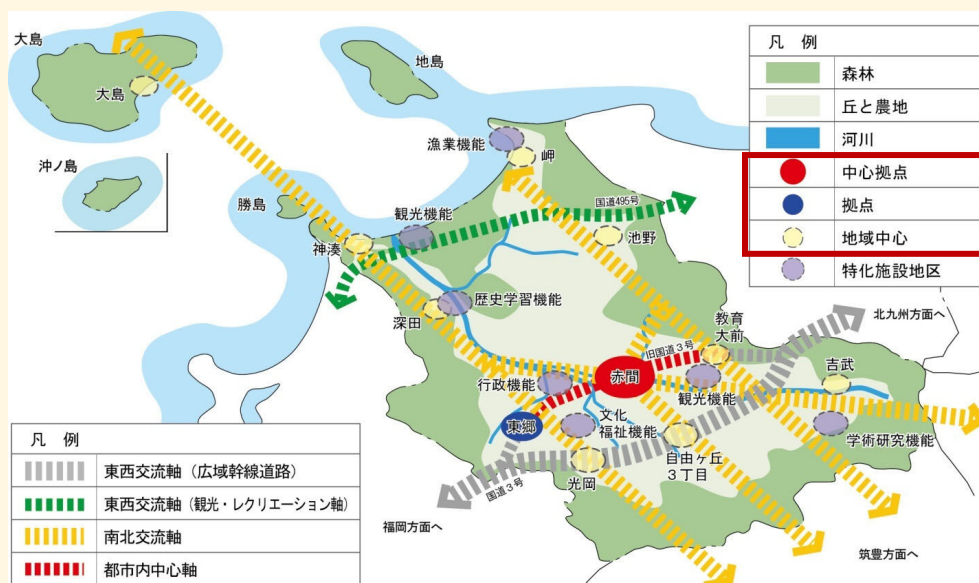 大島
大島
地島
沖ノ島
勝島
漁業機能
岬
観光機能
国道495号
池野
神湊
歴史学習機能
深田
教育
大前
北九州方面へ
旧国道3号
赤間
吉武
行政機能
観光機能
東郷
文化
福祉機能
学術研究機能
自由ヶ丘
3丁目
光岡
国道3号
福岡方面へ
筑豊方面へ
凡 例
森林
丘と農地
河川
中心拠点
拠点
地域中心
特化施設地区
凡 例
東西交流軸（広域幹線道路）
東西交流軸（観光・レクリエーション軸）
南北交流軸
都市内中心軸